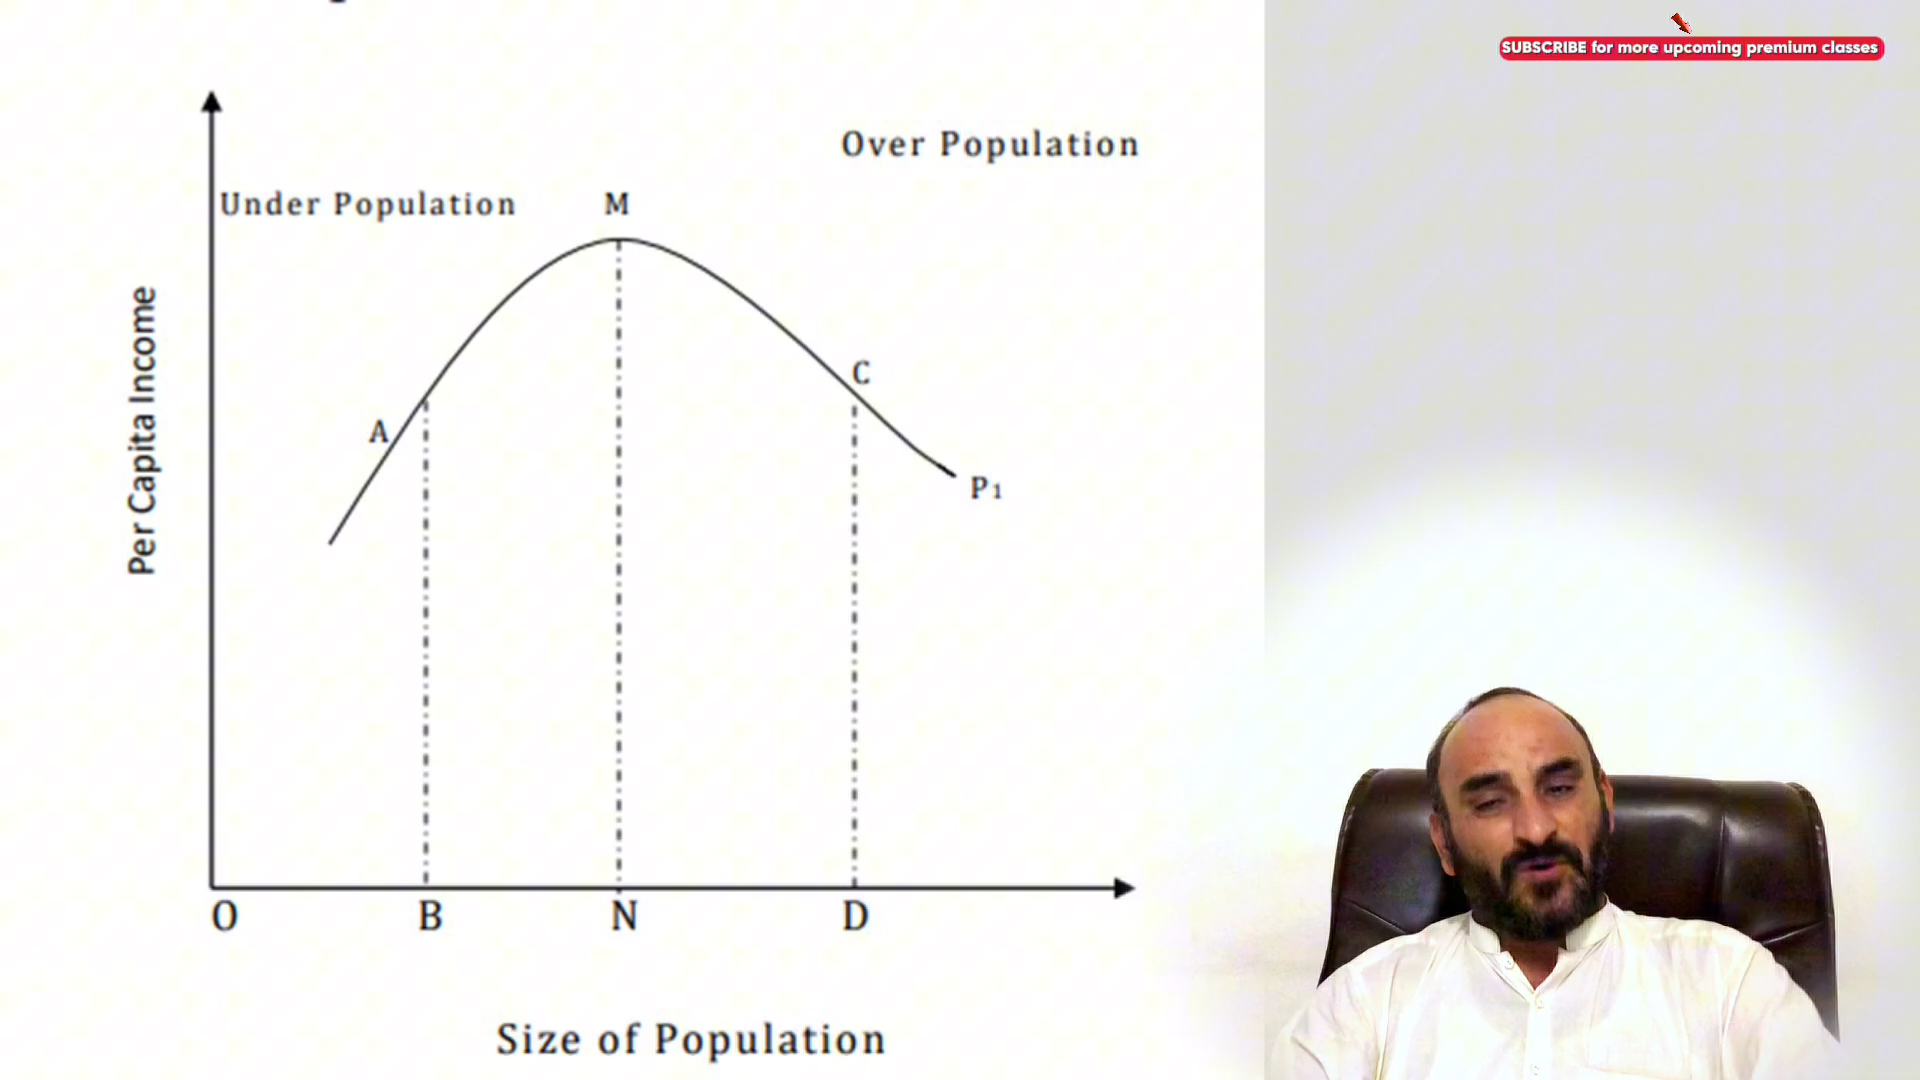 SUBSCRIBE for more upcoming premium classes
Over Population
Under Population
M
Per Capita Income
C
A
P1
O
B
N
D
Size of Population